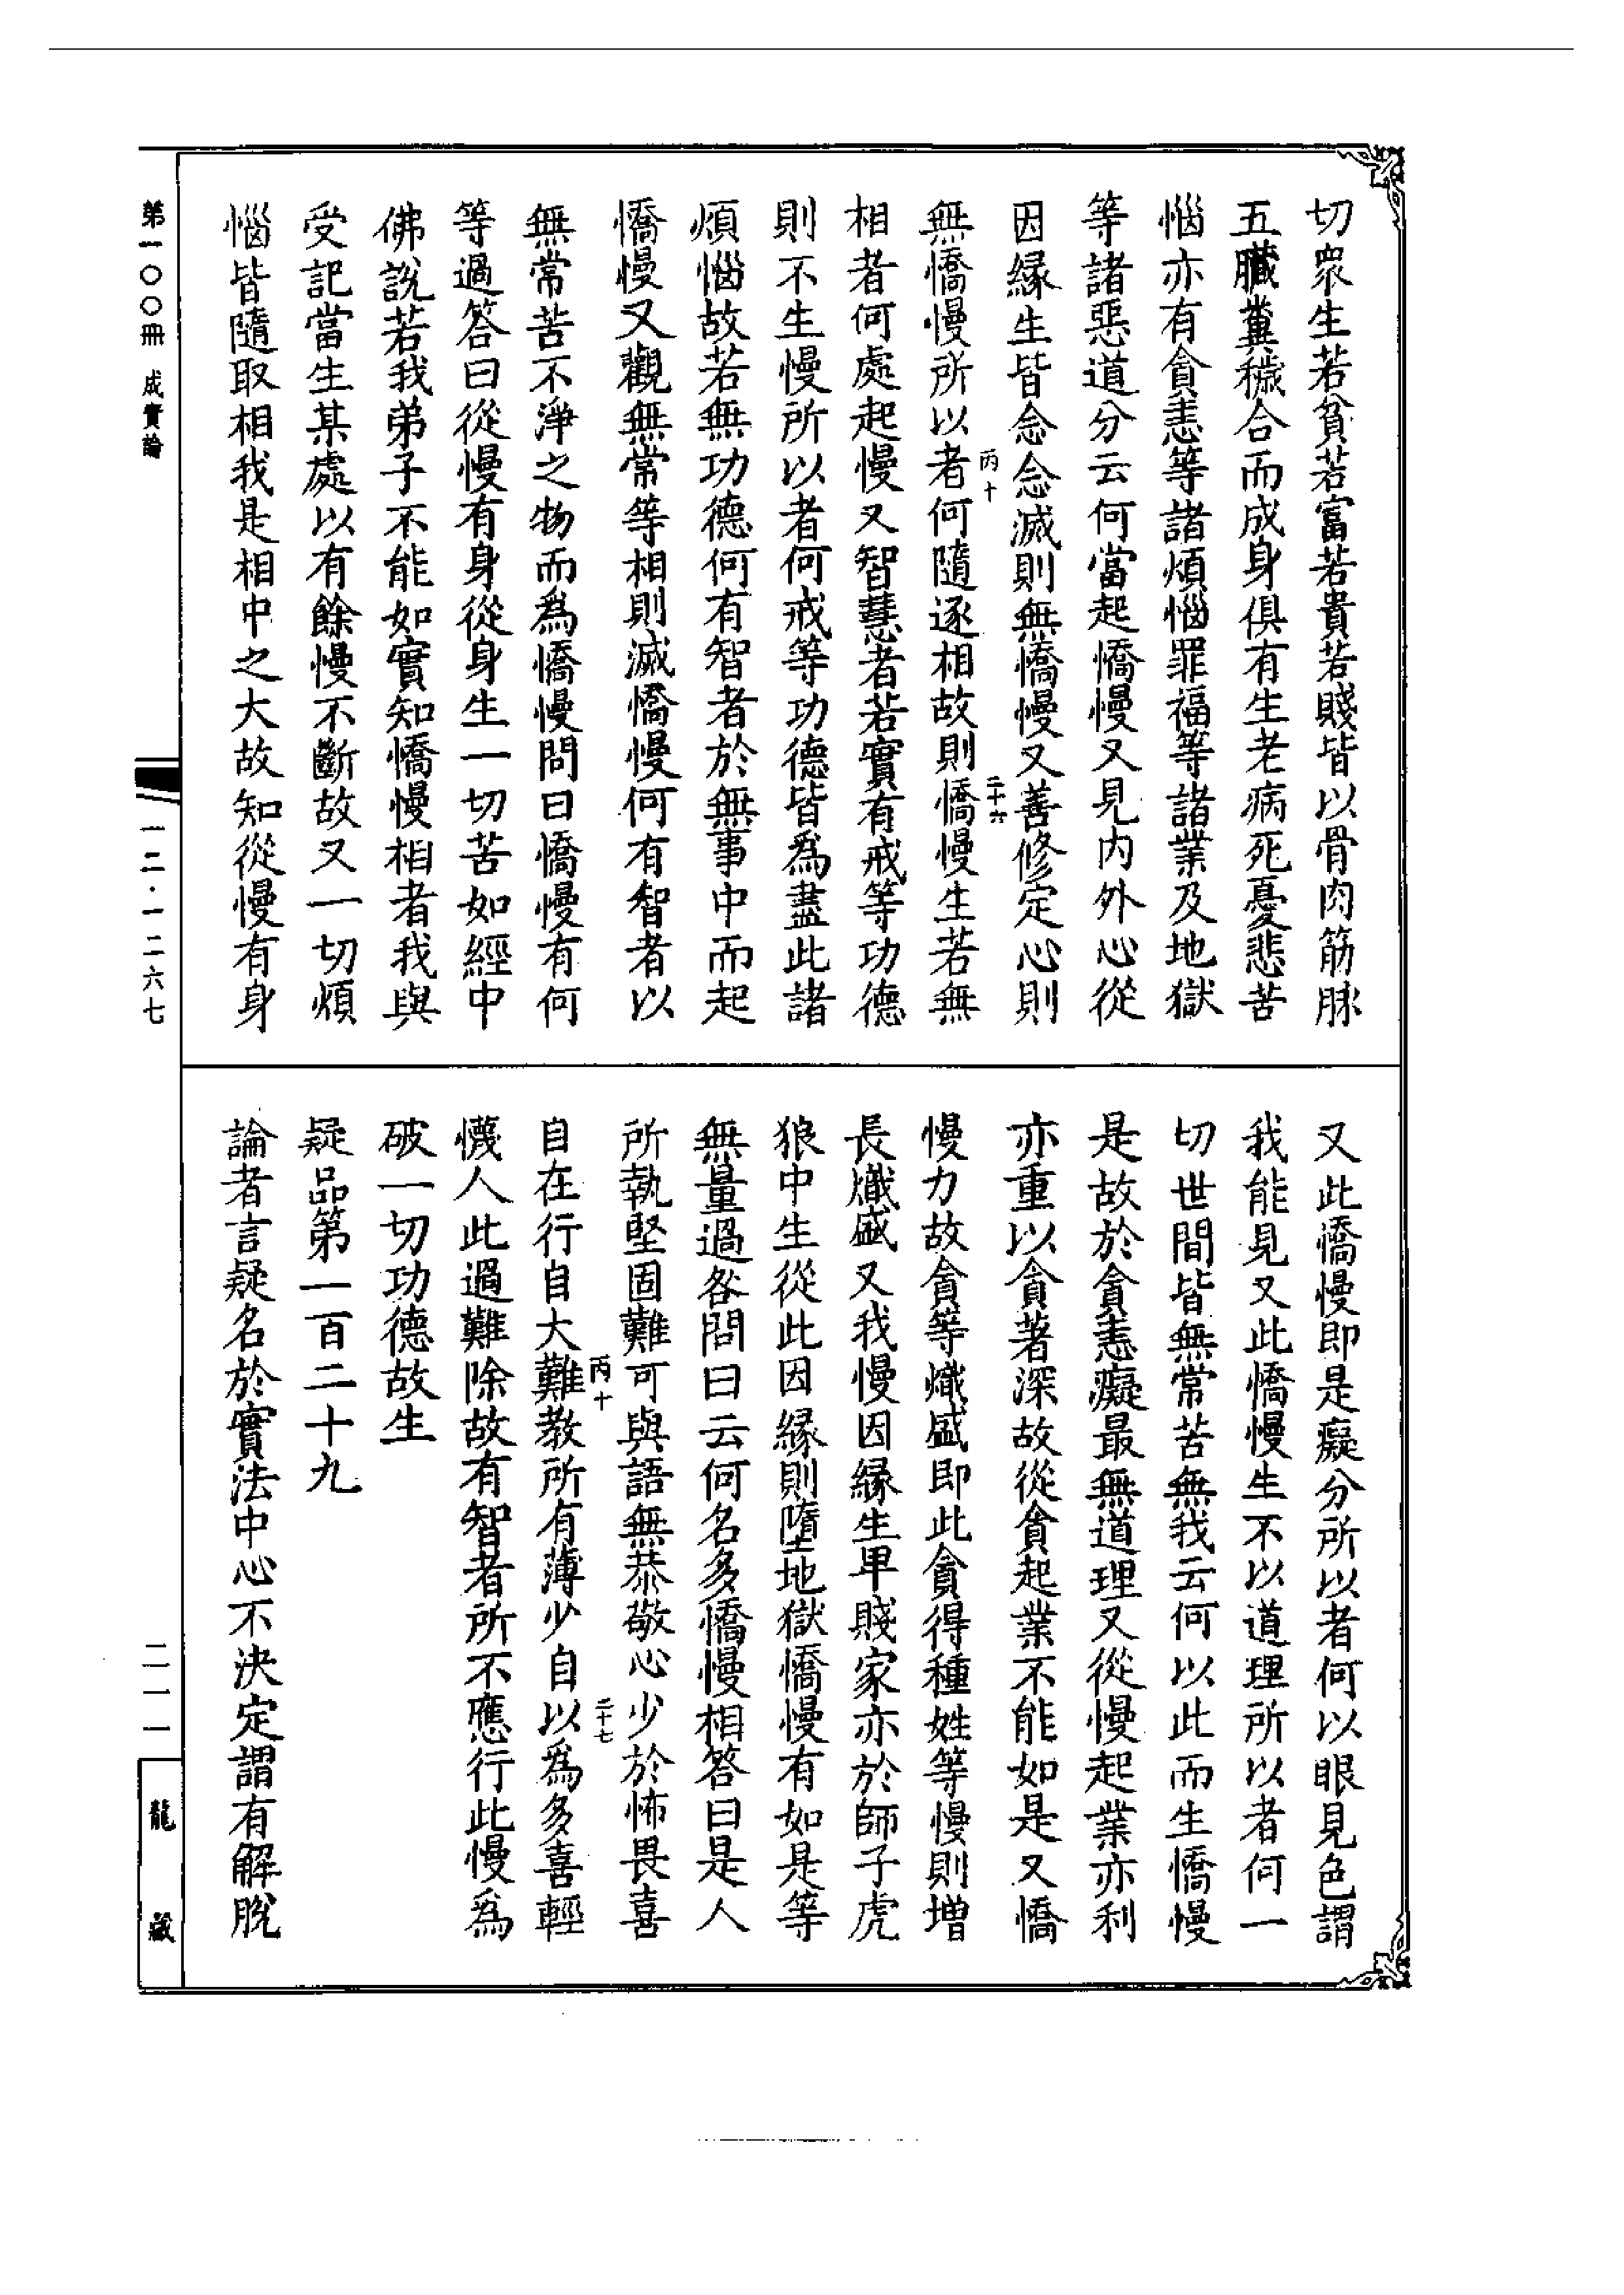 切衆生若貧若富若貴若賤皆以骨肉筋脉
五臟糞穢合而成身俱有生老病死憂悲苦
惱亦有貪恚等諸煩惱罪福等諸業及地獄
等諸惡道分云何當起憍慢又見內外心從
因緣生皆念念滅則無憍慢又善修定心則
無憍慢所以者何隨逐相故則憍慢生若無
丙十
二十六
相者何處起慢又智慧者若實有戒等功德
則不生慢所以者何戒等功德皆爲盡此諸
煩惱故若無功德何有智者於無事中而起
憍慢又觀無常等相則滅憍慢何有智者以
無常苦不淨之物而爲憍慢問曰憍慢有何
等過答曰從慢有身從身生一切苦如經中
佛說若我弟子不能如實知憍慢相者我與
受記當生某處以有餘慢不斷故又一切煩
惱皆隨取相我是相中之大故知從慢有身
又此憍慢即是癡分所以者何以眼見色謂
我能見又此憍慢生不以道理所以者何一
切世間皆無常苦無我云何以此而生憍慢
是故於貪恚癡最無道理又從慢起業亦利
亦重以貪著深故從貪起業不能如是又憍
慢力故貪等熾盛即此貪得種姓等慢則增
長熾盛又我慢因緣生卑賤家亦於師子虎
狼中生從此因緣則墮地獄憍慢有如是等
無量過咎問曰云何名多憍慢相答曰是人
所執堅固難可與語無恭敬心少於怖畏喜
自在行自大難教所有薄少自以爲多喜輕
丙十
二十七
懱人此過難除故有智者所不應行此慢爲
破一切功德故生
疑品第一百二十九
論者言疑名於實法中心不決定謂有解脫
第一〇〇冊 成實論
一二·一二六七
二一一
龍藏